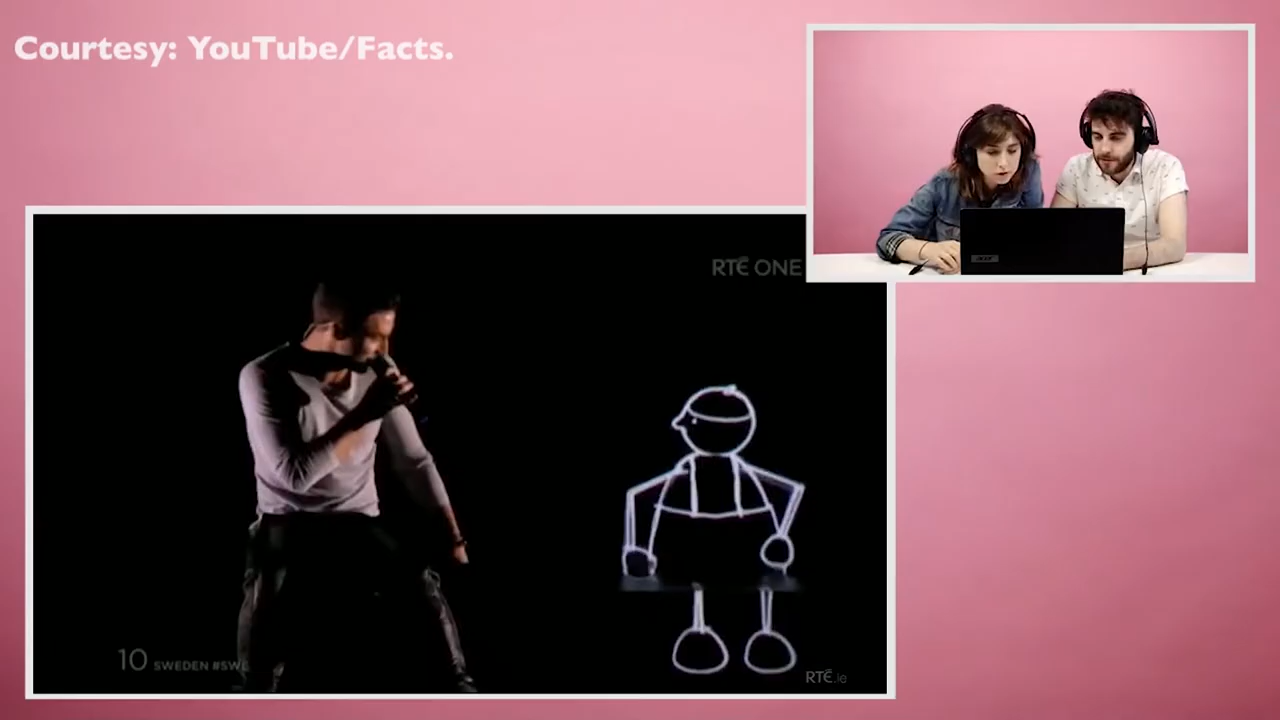 Courtesy: YouTube/Facts.
RTÉ ONE
acer
10 SWEDEN #SWE
RTÉ.ie